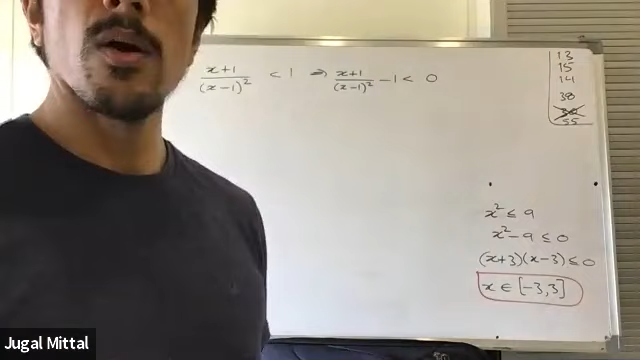 x+1/(x-1)² < 1 ⇒ x+1/(x-1)² - 1 < 0
13
15
14
38
55
x² ≤ 9
x² - 9 ≤ 0
(x+3)(x-3) ≤ 0
x ∈ [-3,3]
Jugal Mittal